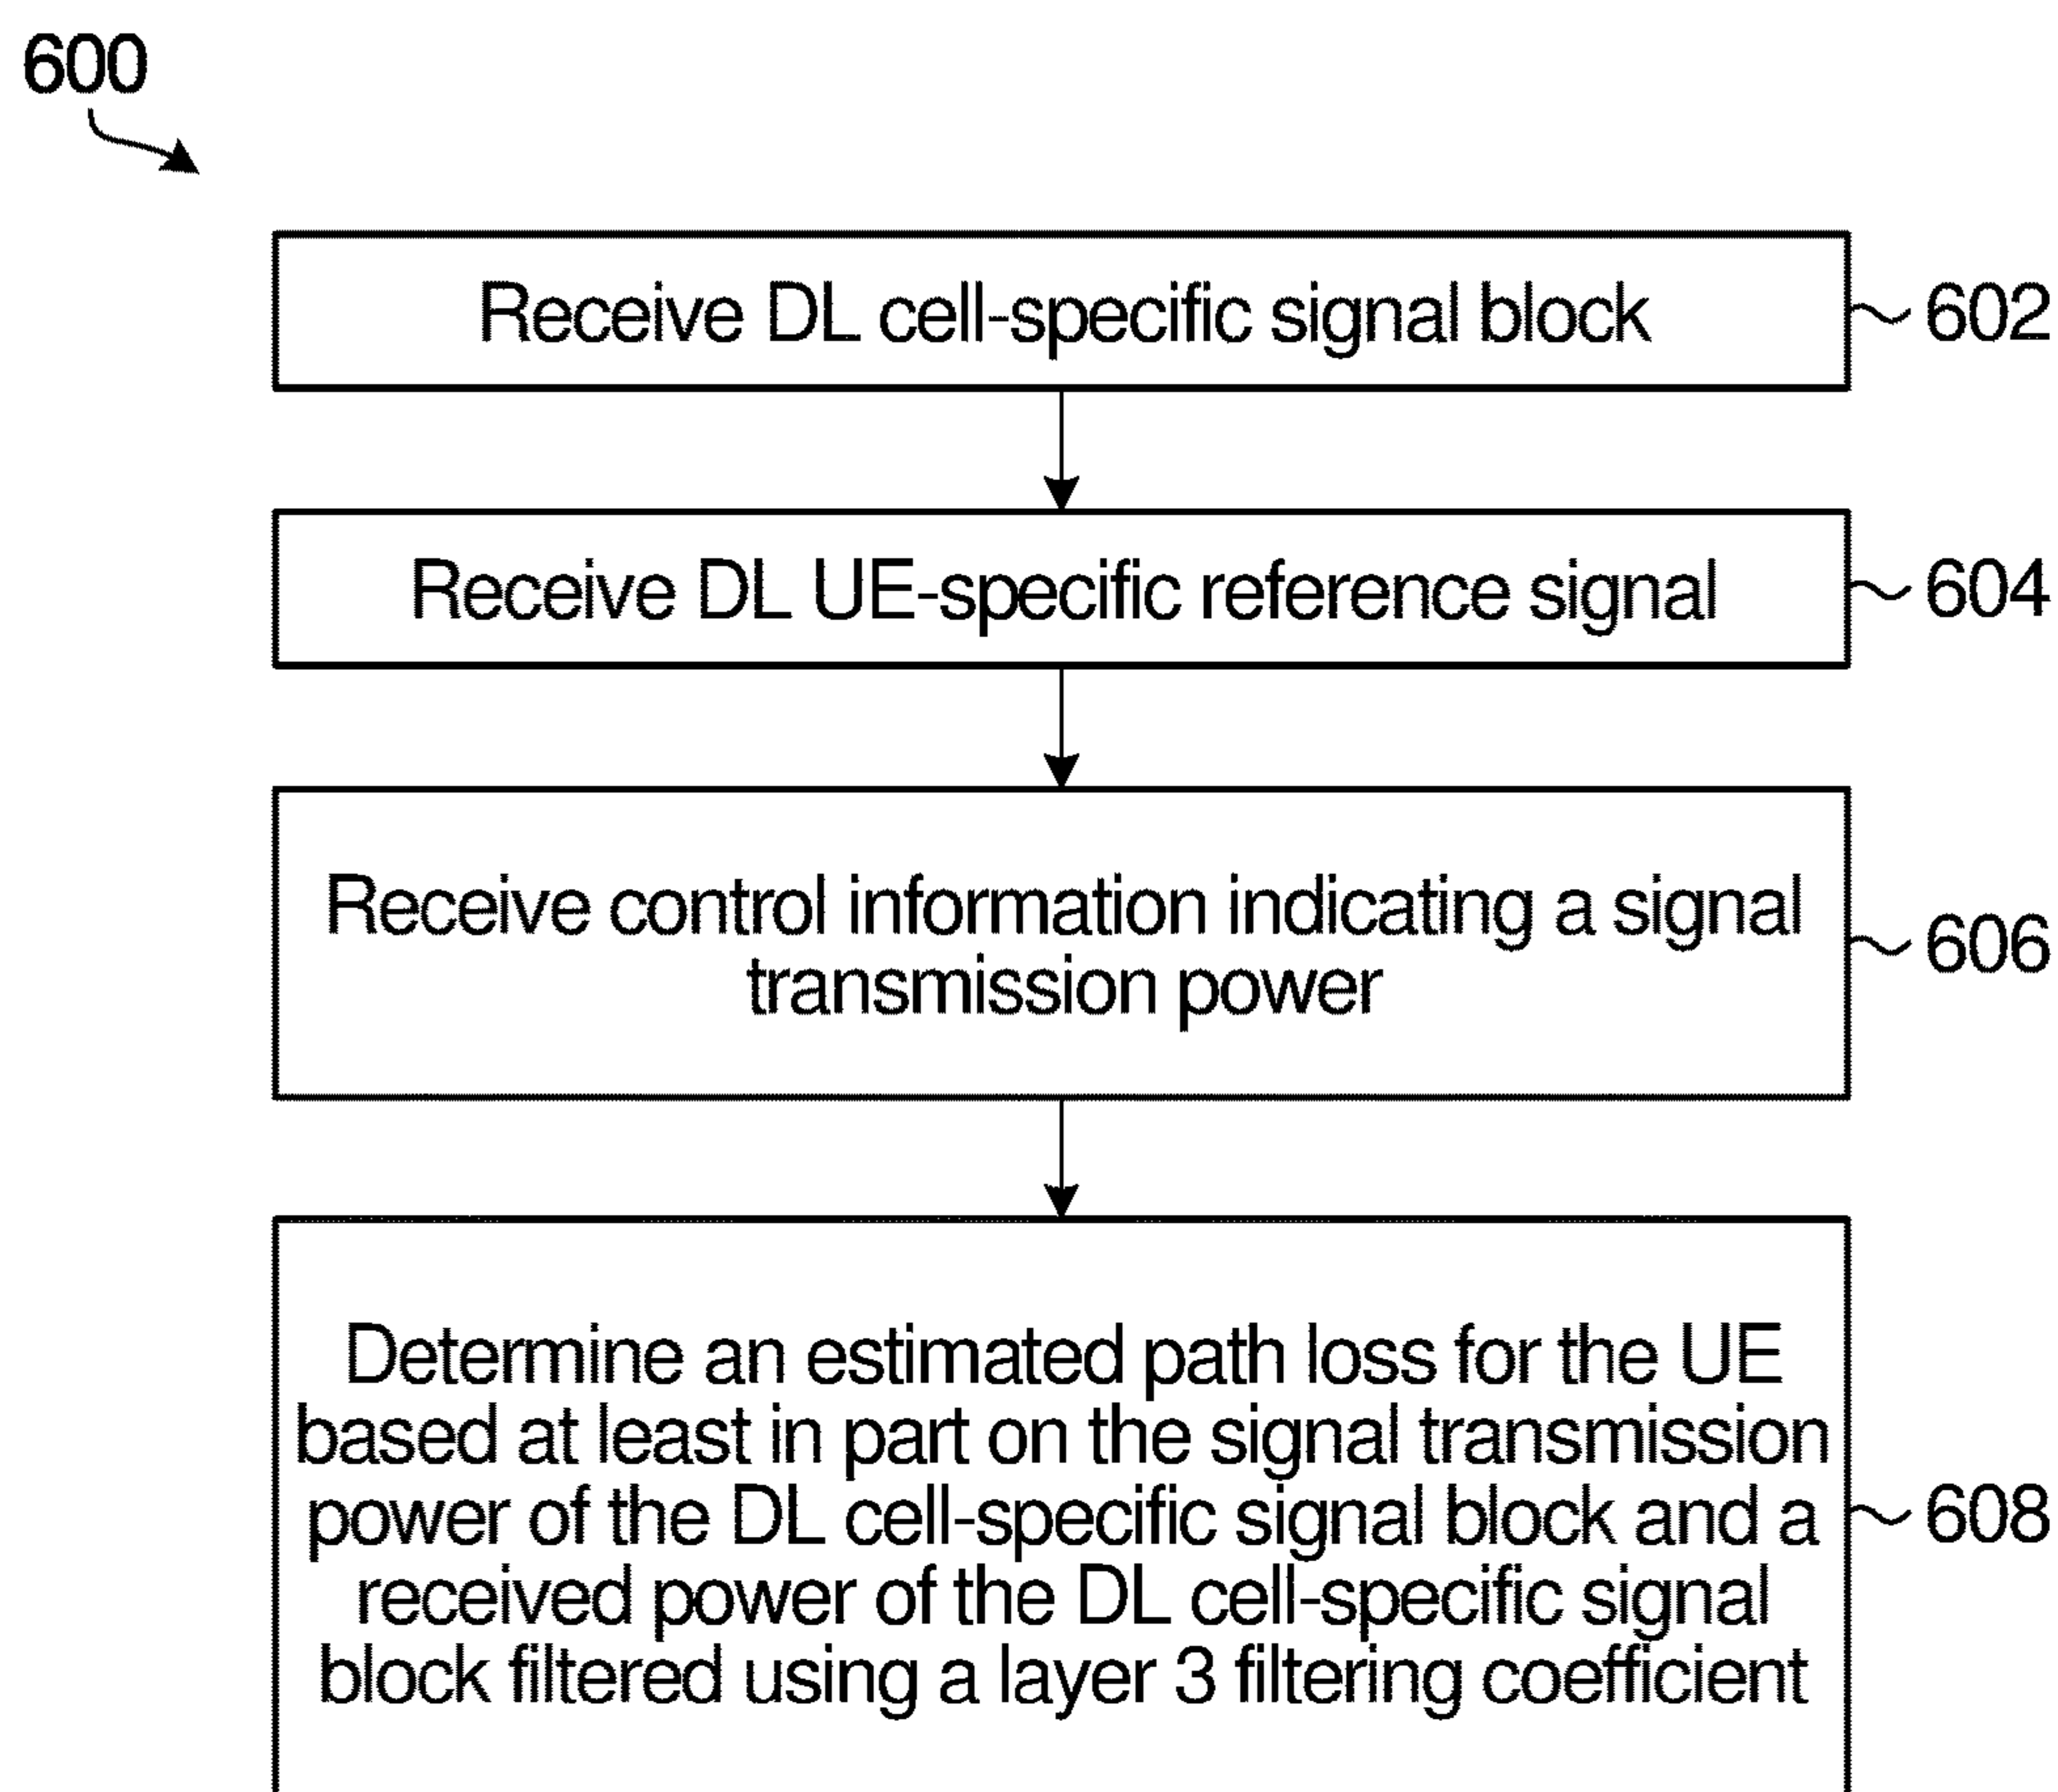 600
Receive DL cell-specific signal block
602
Receive DL UE-specific reference signal
604
Receive control information indicating a signal
transmission power
606
Determine an estimated path loss for the UE
based at least in part on the signal transmission
power of the DL cell-specific signal block and a
received power of the DL cell-specific signal
block filtered using a layer 3 filtering coefficient
608